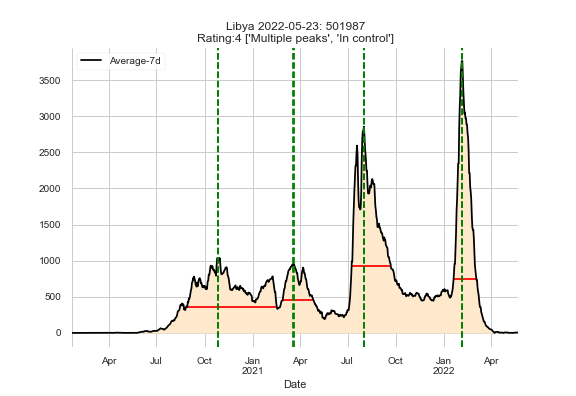 Libya 2022-05-23: 501987
Rating:4 ['Multiple peaks', 'In control']
Average-7d
3500
3000
2500
2000
1500
1000
500
0
Apr Jul Oct Jan Apr Jul Oct Jan Apr
2021 2022
Date